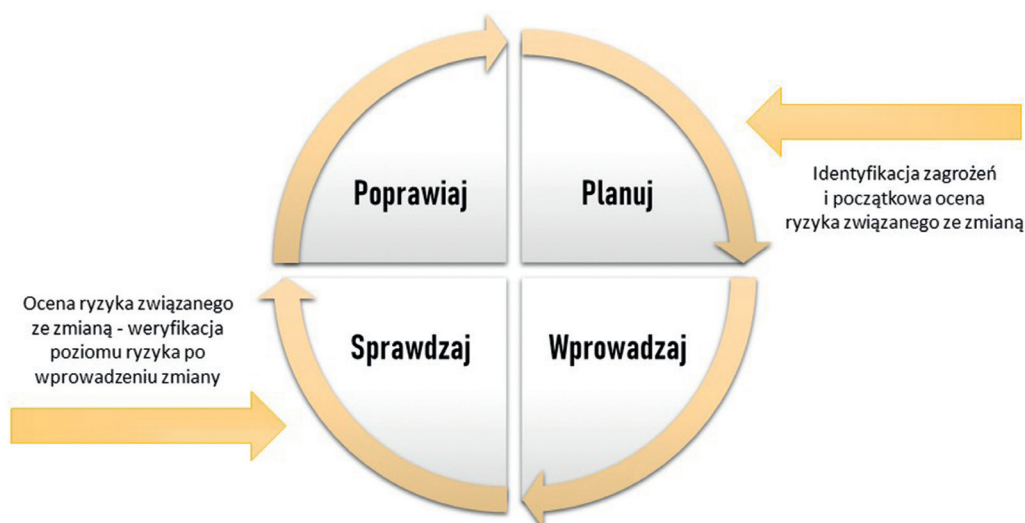 Poprawiaj
Planuj
Identyfikacja zagrożeń
i początkowa ocena
ryzyka związanego ze zmianą
Ocena ryzyka związanego
ze zmianą - weryfikacja
poziomu ryzyka po
wprowadzeniu zmiany
Sprawdzaj
Wprowadzaj